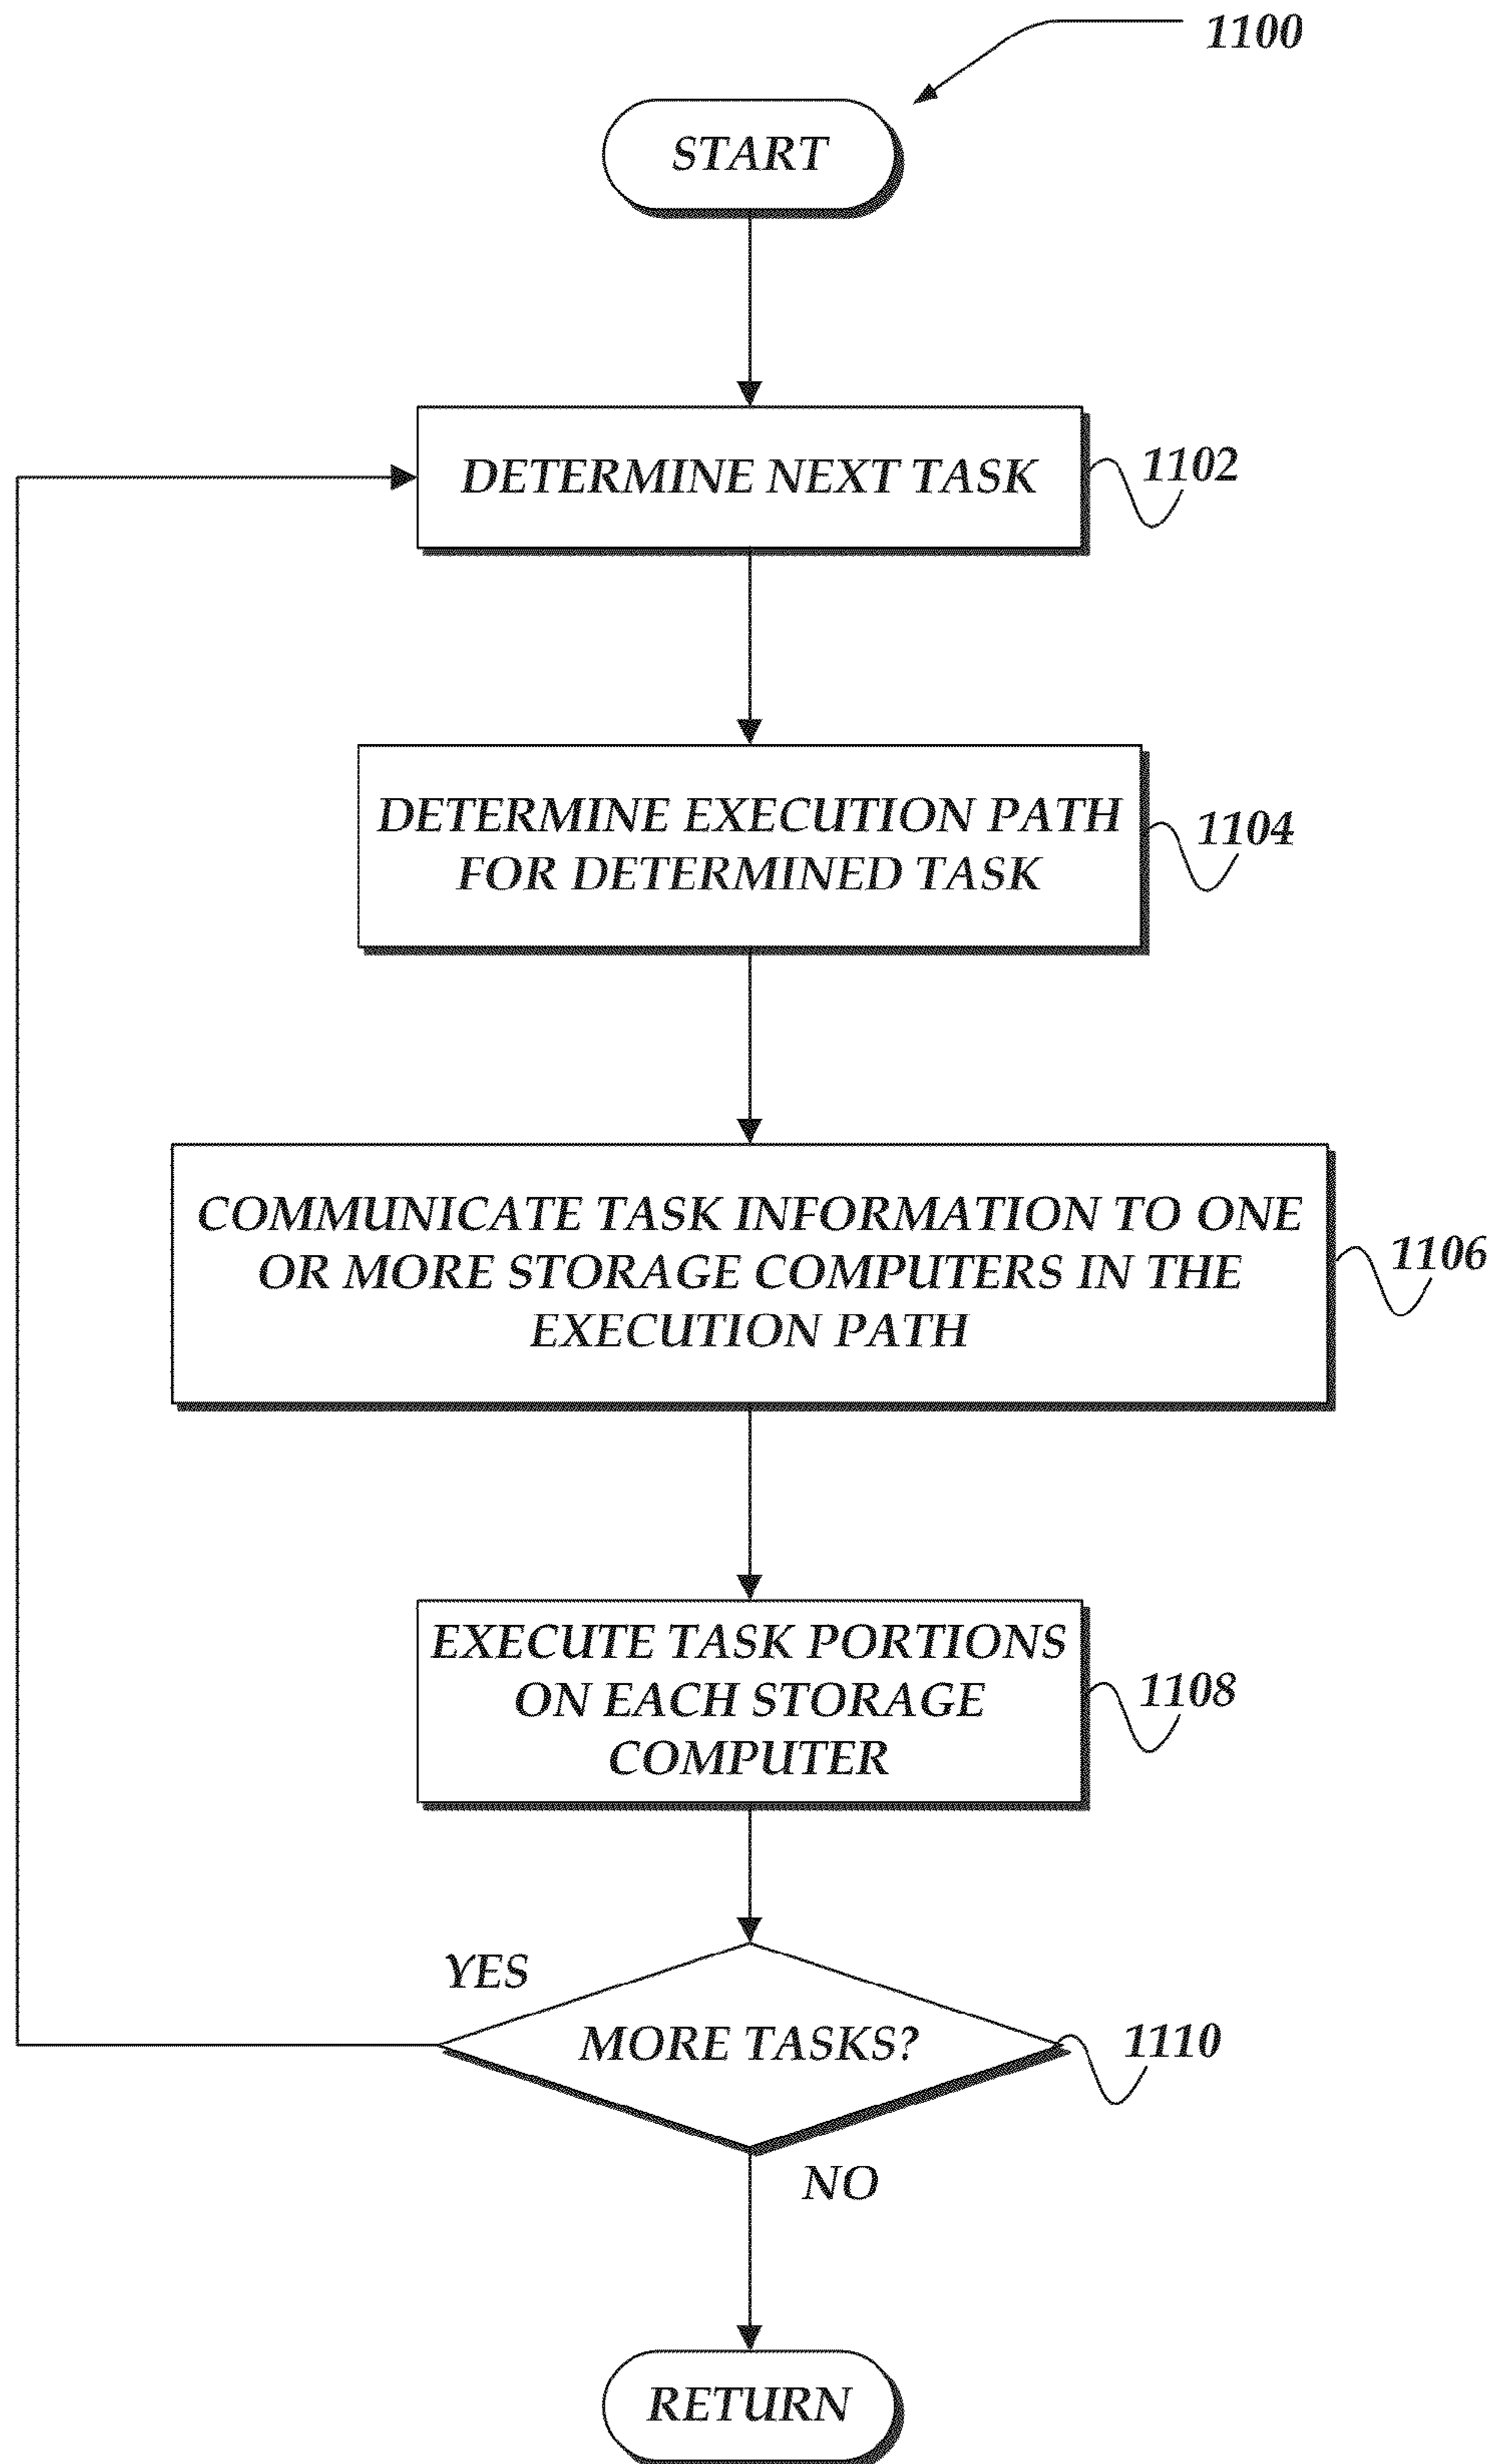 1100
START
DETERMINE NEXT TASK
1102
DETERMINE EXECUTION PATH
FOR DETERMINED TASK
1104
COMMUNICATE TASK INFORMATION TO ONE
OR MORE STORAGE COMPUTERS IN THE
EXECUTION PATH
1106
EXECUTE TASK PORTIONS
ON EACH STORAGE
COMPUTER
1108
YES
MORE TASKS?
1110
NO
RETURN